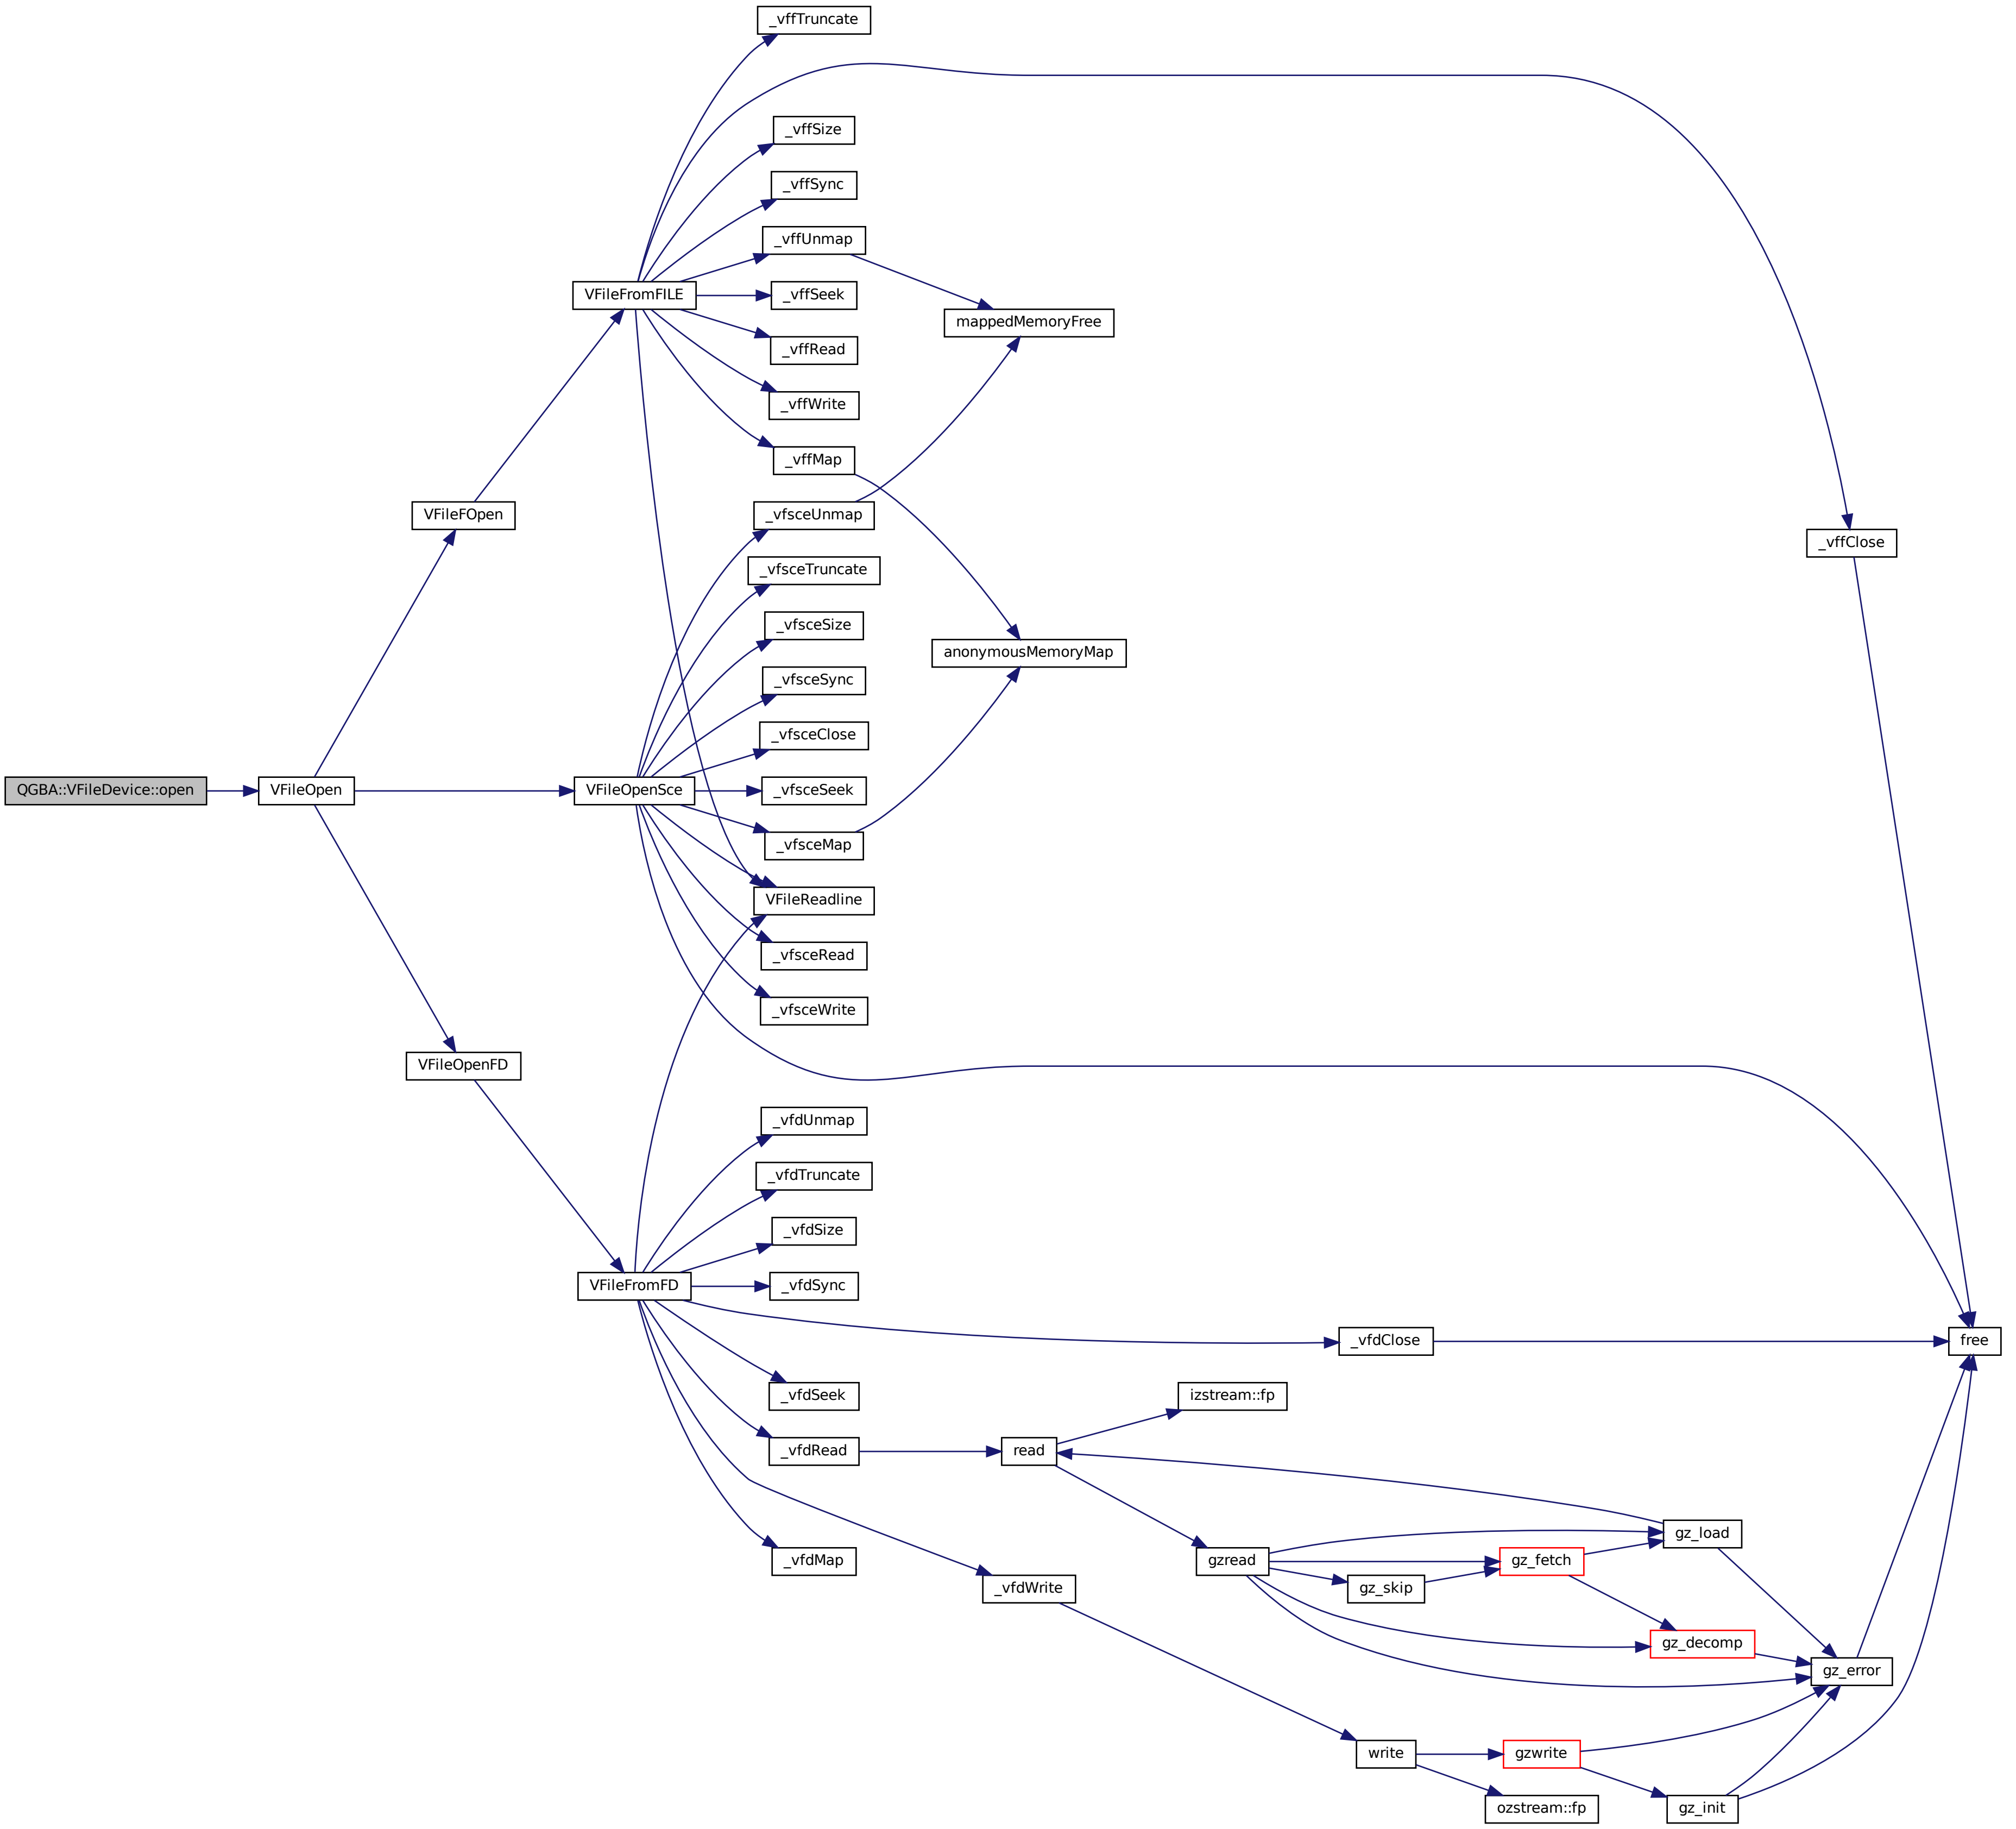 _vffTruncate
_vffSize
_vffSync
_vffUnmap
VFileFromFILE
_vffSeek
mappedMemoryFree
_vffRead
_vffWrite
_vffMap
VFileFOpen
_vfsceUnmap
_vffClose
_vfsceTruncate
_vfsceSize
anonymousMemoryMap
_vfsceSync
_vfsceClose
QGBA::VFileDevice::open
VFileOpen
VFileOpenSce
_vfsceSeek
_vfsceMap
VFileReadline
_vfsceRead
_vfsceWrite
VFileOpenFD
_vfdUnmap
_vfdTruncate
_vfdSize
VFileFromFD
_vfdSync
_vfdClose
free
_vfdSeek
izstream::fp
_vfdRead
read
gz_load
_vfdMap
gzread
gz_fetch
_vfdWrite
gz_skip
gz_decomp
gz_error
write
gzwrite
ozstream::fp
gz_init